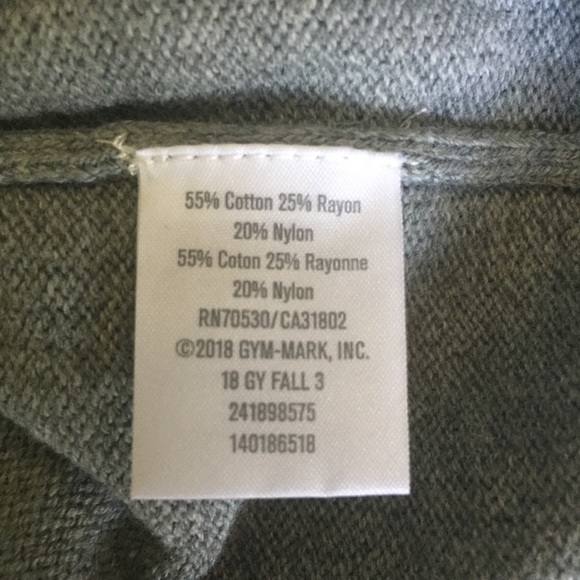 55% Cotton 25% Rayon
20% Nylon
55% Coton 25% Rayonne
20% Nylon
RN70530/CA31802
©2018 GYM-MARK, INC.
18 GY FALL 3
241898575
140186518